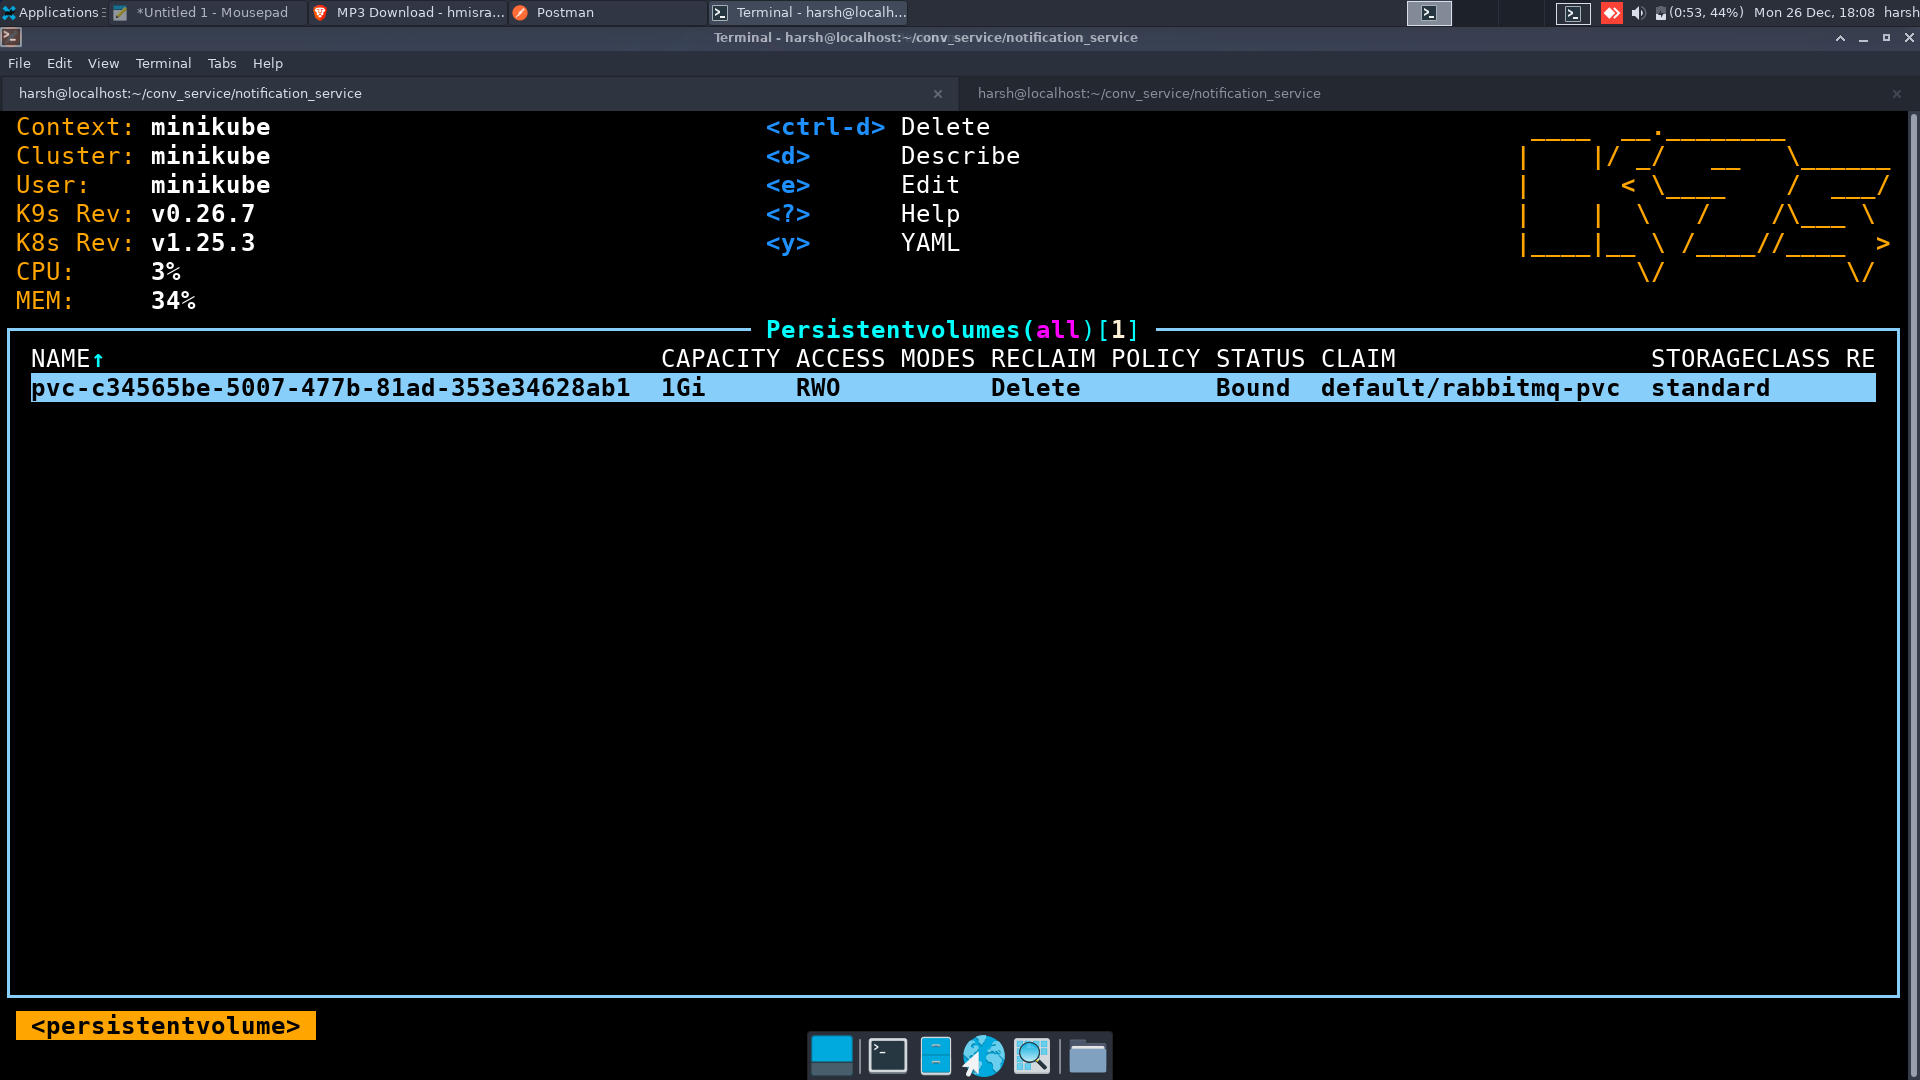 Applications *Untitled 1 - Mousepad MP3 Download - hmisra... Postman Terminal - harsh@localh... (0:53, 44%) Mon 26 Dec, 18:08 harsh
Terminal - harsh@localhost:~/conv_service/notification_service
File Edit View Terminal Tabs Help
harsh@localhost:~/conv_service/notification_service harsh@localhost:~/conv_service/notification_service
Context: minikube <ctrl-d> Delete
Cluster: minikube <d> Describe
User: minikube <e> Edit
K9s Rev: v0.26.7 <?> Help
K8s Rev: v1.25.3 <y> YAML
CPU: 3%
MEM: 34%
Persistentvolumes(all)[1]
NAME↑ CAPACITY ACCESS MODES RECLAIM POLICY STATUS CLAIM STORAGECLASS RE
pvc-c34565be-5007-477b-81ad-353e34628ab1 1Gi RWO Delete Bound default/rabbitmq-pvc standard
<persistentvolume>